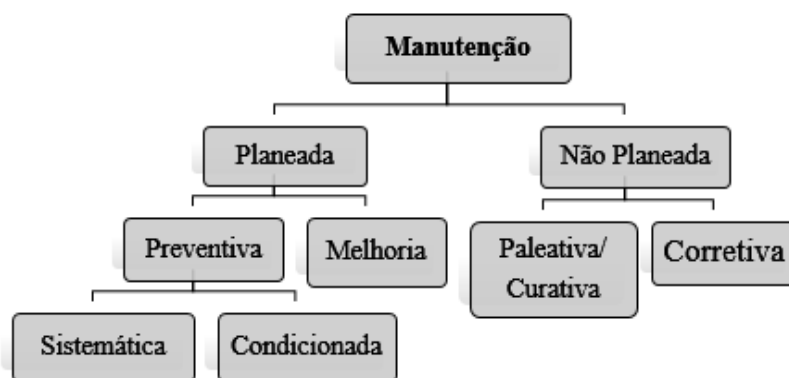 Manutenção
Planeada
Não Planeada
Preventiva
Melhoria
Paleativa/
Curativa
Corretiva
Sistemática
Condicionada